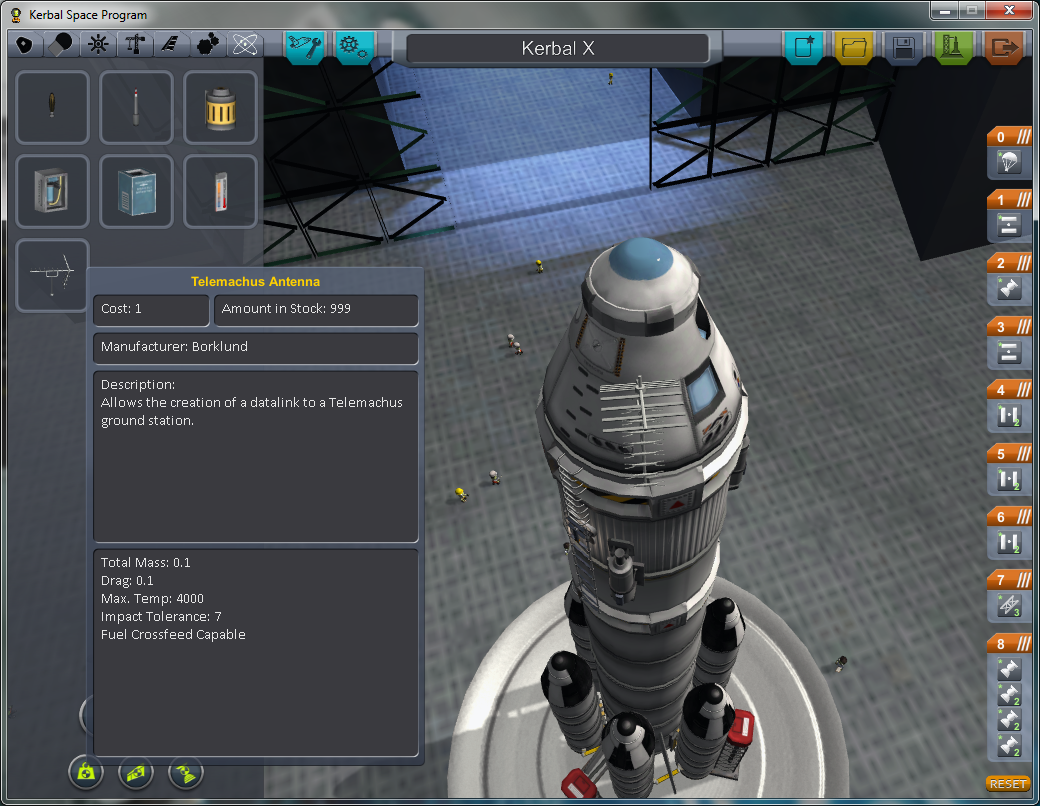 Kerbal Space Program
Kerbal X
Telemachus Antenna
Cost: 1
Amount in Stock: 999
Manufacturer: Borklund
Description:
Allows the creation of a datalink to a Telemachus
ground station.
Total Mass: 0.1
Drag: 0.1
Max. Temp: 4000
Impact Tolerance: 7
Fuel Crossfeed Capable
0
1
2
3
4
2
5
2
6
2
7
3
8
2
2
2
RESET